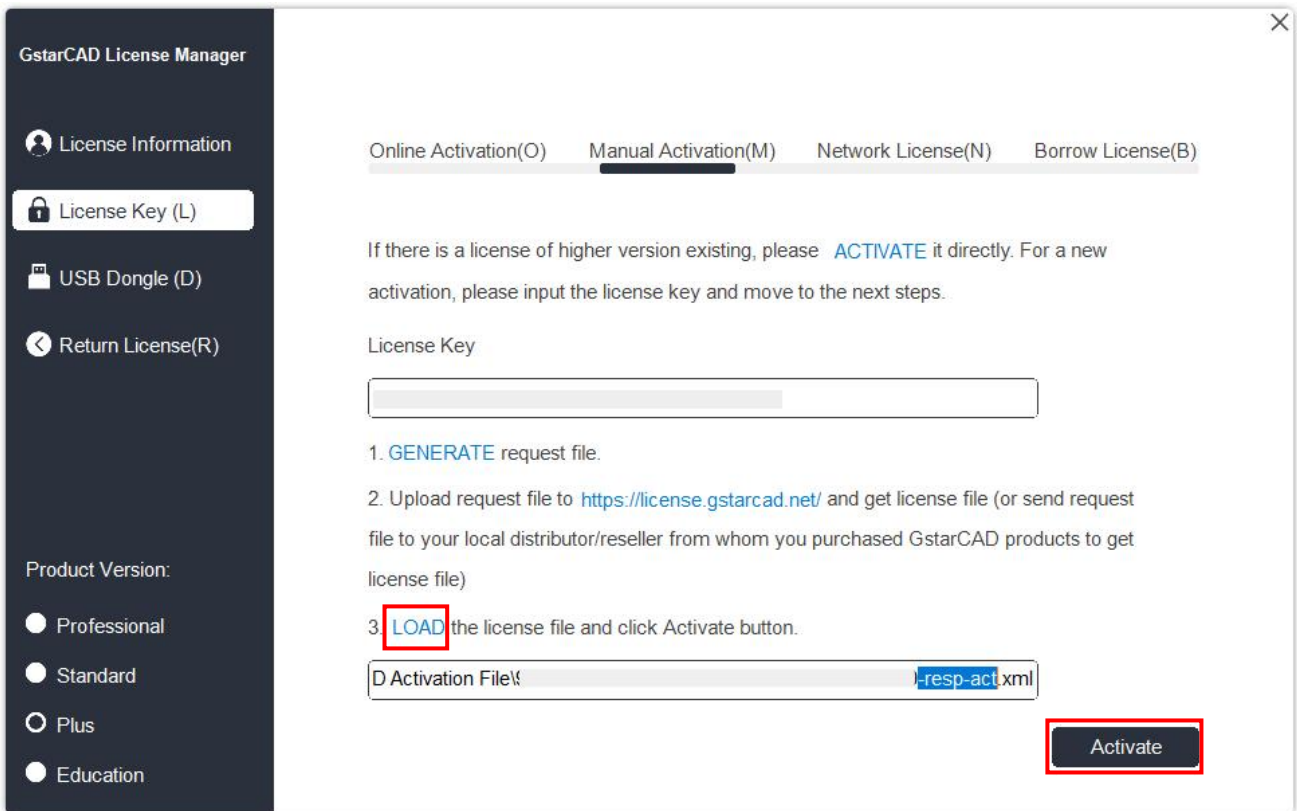 GstarCAD License Manager
License Information
License Key (L)
USB Dongle (D)
Return License(R)
Product Version:
Professional
Standard
Plus
Education
Online Activation(O) Manual Activation(M) Network License(N) Borrow License(B)
If there is a license of higher version existing, please ACTIVATE it directly. For a new
activation, please input the license key and move to the next steps.
License Key
1. GENERATE request file.
2. Upload request file to https://license.gstarcad.net/ and get license file (or send request
file to your local distributor/reseller from whom you purchased GstarCAD products to get
license file)
3. LOAD the license file and click Activate button.
D Activation File\ -resp-act.xml
Activate